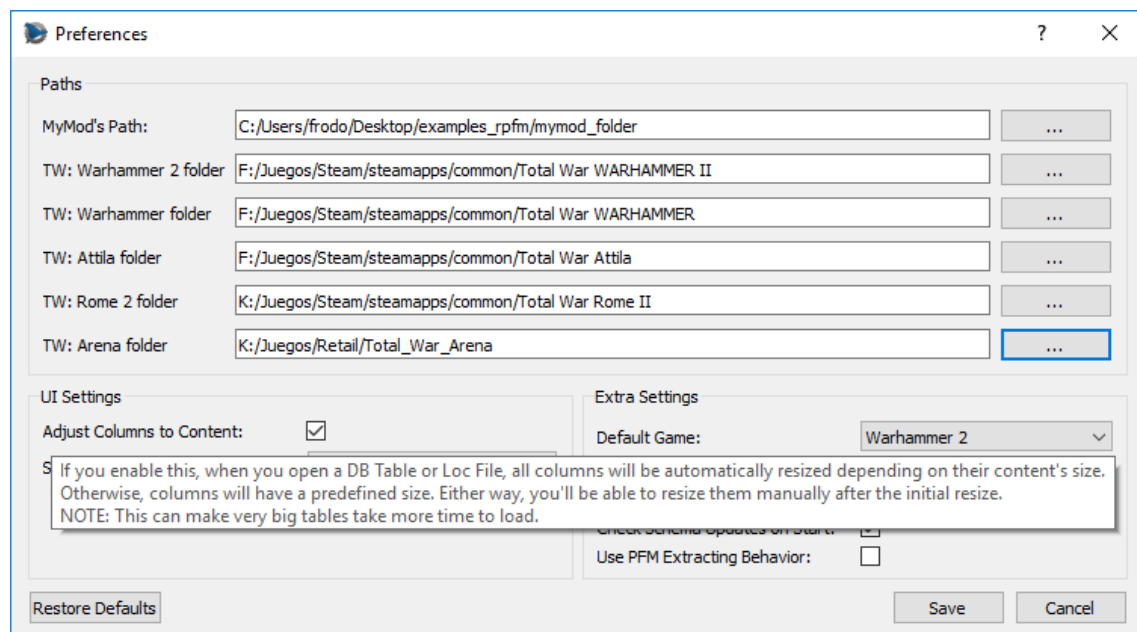 Preferences
?
Paths
MyMod's Path:
C:/Users/frodo/Desktop/examples_rpfm/mymod_folder
...
TW: Warhammer 2 folder
F:/Juegos/Steam/steamapps/common/Total War WARHAMMER II
...
TW: Warhammer folder
F:/Juegos/Steam/steamapps/common/Total War WARHAMMER
...
TW: Attila folder
F:/Juegos/Steam/steamapps/common/Total War Attila
...
TW: Rome 2 folder
K:/Juegos/Steam/steamapps/common/Total War Rome II
...
TW: Arena folder
K:/Juegos/Retail/Total_War_Arena
...
UI Settings
Adjust Columns to Content:
Extra Settings
Default Game:
Warhammer 2
S
If you enable this, when you open a DB Table or Loc File, all columns will be automatically resized depending on their content's size.
Otherwise, columns will have a predefined size. Either way, you'll be able to resize them manually after the initial resize.
NOTE: This can make very big tables take more time to load.
Check Schema Updates on Start:
Use PFM Extracting Behavior:
Restore Defaults
Save
Cancel